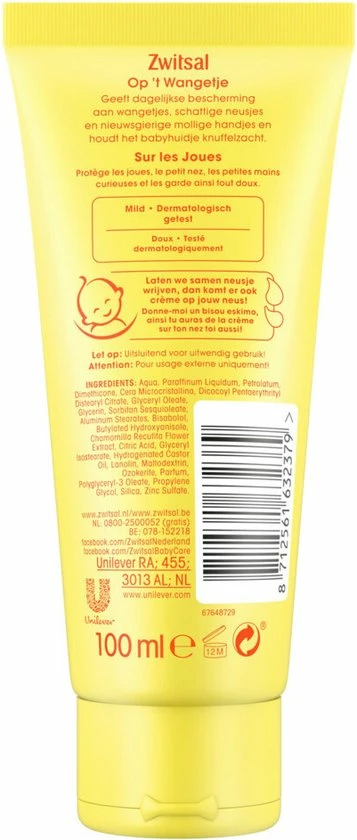 Zwitsal
Op 't Wangetje
Geeft dagelijkse bescherming
aan wangetjes, schattige neusjes
en nieuwsgierige mollige handjes en
houdt het babyhuidje knuffelzacht.
Sur les Joues
Protège les joues, le petit nez, les petites mains
curieuses et les garde ainsi tout doux.
Mild • Dermatologisch
getest
Doux • Testé
dermatologiquement
Laten we samen neusje
wrijven, dan komt er ook
crème op jouw neus!
Donne-moi un bisou eskimo,
ainsi tu auras de la crème
sur ton nez toi aussi!
Let op: Uitsluitend voor uitwendig gebruik!
Attention: Pour usage externe uniquement!
INGREDIENTS: Aqua, Paraffinum Liquidum, Petrolatum,
Dimethicone, Cera Microcristallina, Dicocoyl Pentaerythrityl
Distearyl Citrate, Glyceryl Oleate,
Glycerin, Sorbitan Sesquioleate,
Aluminum Stearates, Bisabolol,
Butylated Hydroxyanisole,
Chamomilla Recutita Flower
Extract, Citric Acid, Glyceryl
Isostearate, Hydrogenated Castor
Oil, Lanolin, Maltodextrin,
Ozokerite, Parfum,
Polyglyceryl-3 Oleate, Propylene
Glycol, Silica, Zinc Sulfate.
www.zwitsal.nl/www.zwitsal.be
NL 0800-2500052 (gratis)
BE: 078-152218
facebook.com/ZwitsalNederland
facebook.com/ZwitsalBabyCare
Unilever RA; 455;
3013 AL; NL
www.unilever.com
8 712561 632379 >
67648729
Unilever
100 ml e
12M
®